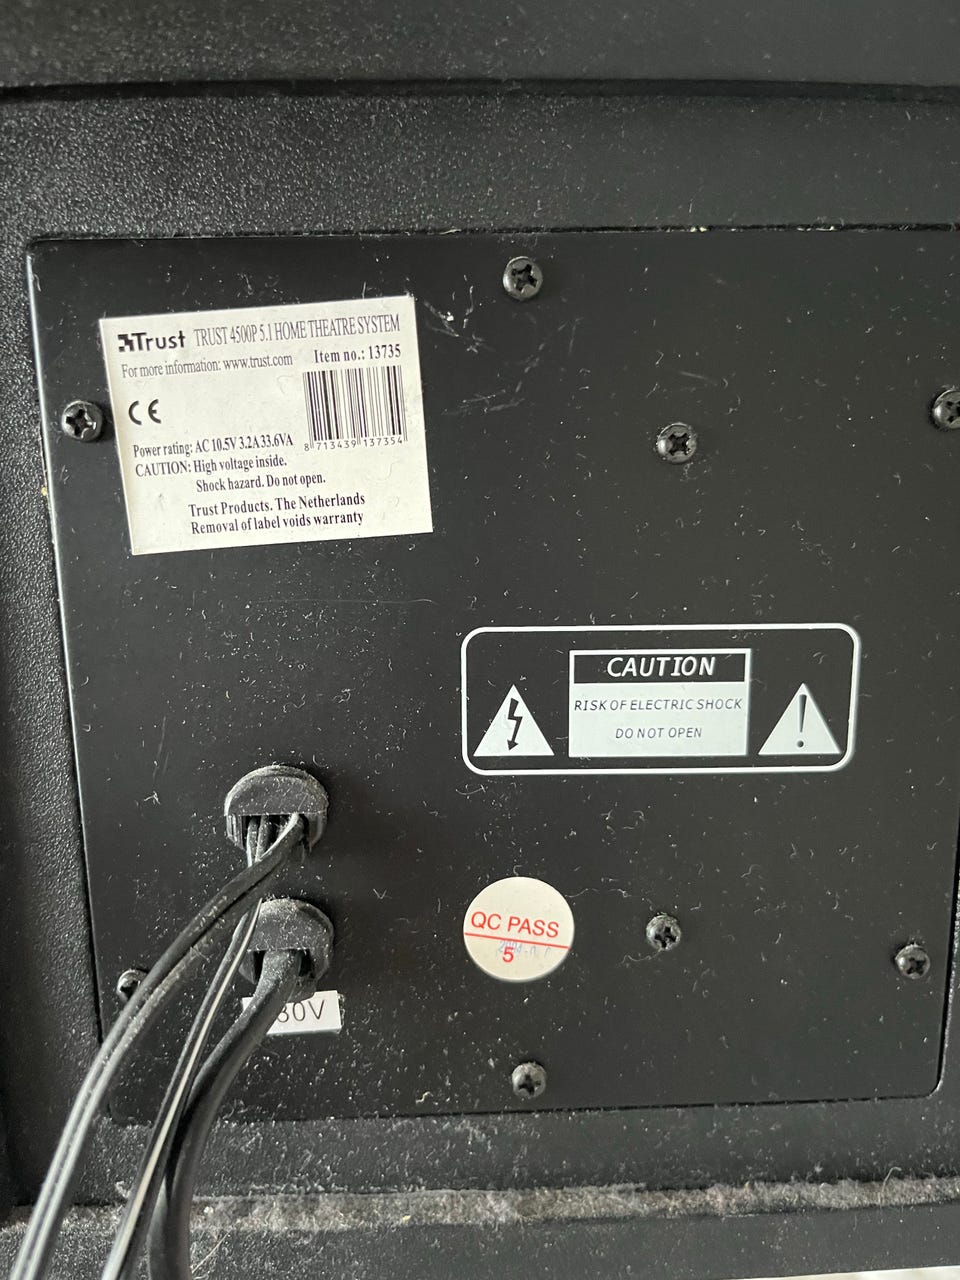 Trust TRUST 4500P 5.1 HOME THEATRE SYSTEM
For more information: www.trust.com Item no.: 13735
CE
8 713439 137354
Power rating: AC 10.5V 3.2A 33.6VA
CAUTION: High voltage inside.
Shock hazard. Do not open.
Trust Products. The Netherlands
Removal of label voids warranty
CAUTION
RISK OF ELECTRIC SHOCK
DO NOT OPEN
QC PASS
5
30V